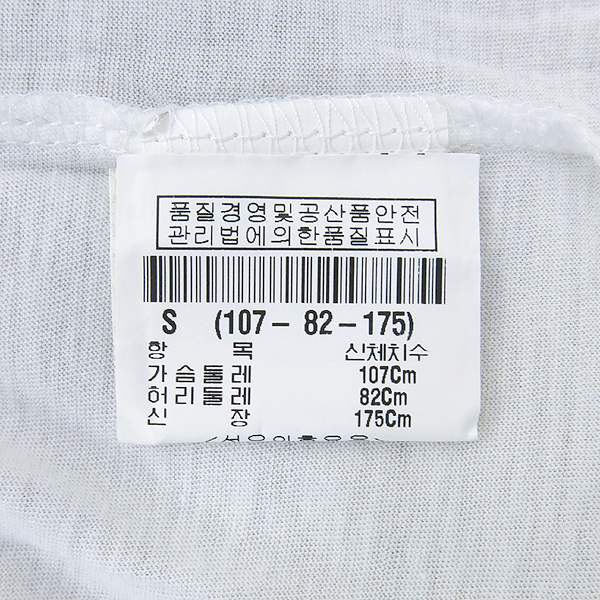 품질경영및공산품안전
관리법에의한품질표시
S (107-82-175)
항 목 신체치수
가슴둘레 107Cm
허리둘레 82Cm
신 장 175Cm